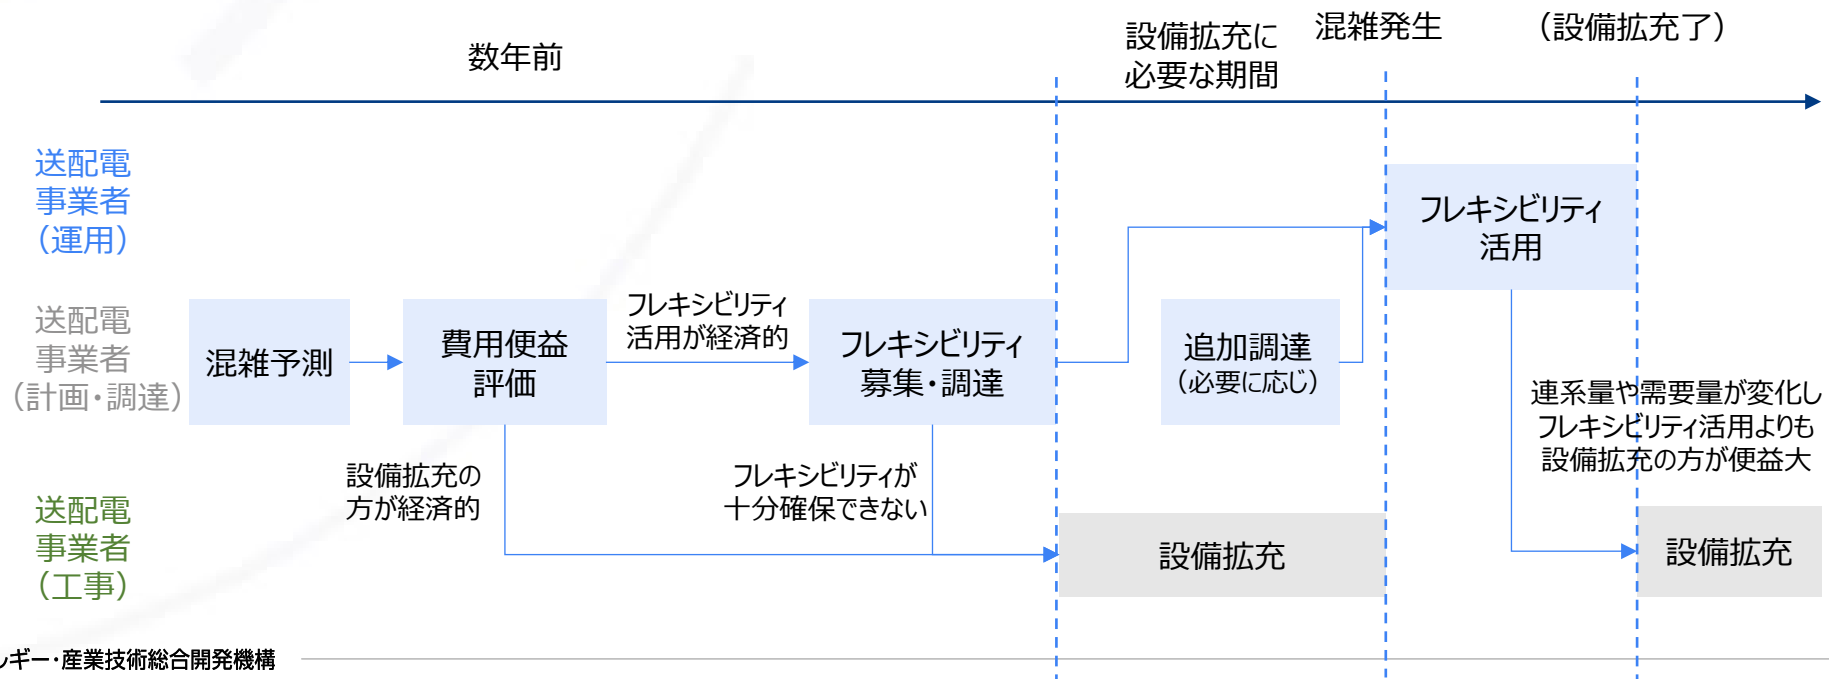 数年前
設備拡充に
必要な期間
混雑発生
（設備拡充了）
送配電
事業者
（運用）
フレキシビリティ
活用
送配電
事業者
（計画・調達）
混雑予測
費用便益
評価
フレキシビリティ
活用が経済的
フレキシビリティ
募集・調達
追加調達
（必要に応じ）
連系量や需要量が変化し
フレキシビリティ活用よりも
設備拡充の方が便益大
設備拡充の
方が経済的
フレキシビリティが
十分確保できない
送配電
事業者
（工事）
設備拡充
設備拡充
ルギー・産業技術総合開発機構